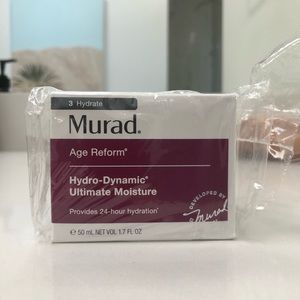 3 Hydrate
Murad.
Age Reform®
Hydro-Dynamic®
Ultimate Moisture
Provides 24-hour hydration*
℮ 50 mL NET VOL 1.7 FL OZ
DEVELOPED BY
Murad